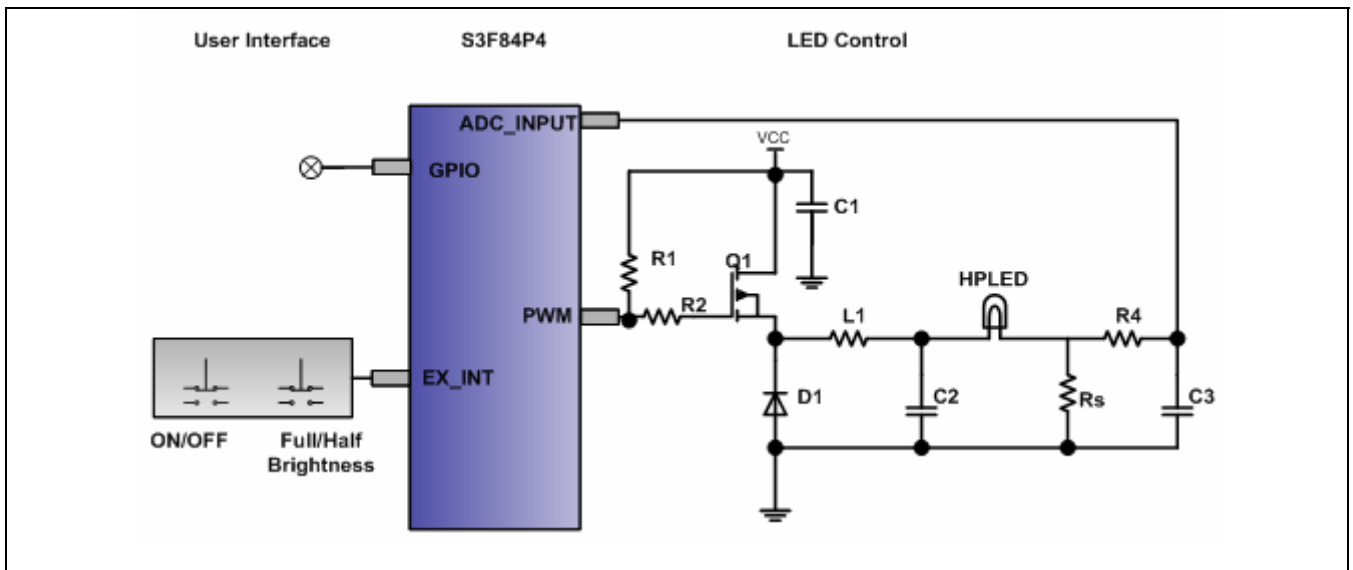 User Interface
S3F84P4
LED Control
ADC_INPUT
VCC
GPIO
C1
R1
Q1
HPLED
PWM
R2
L1
R4
EX_INT
D1
C2
Rs
C3
ON/OFF
Full/Half
Brightness